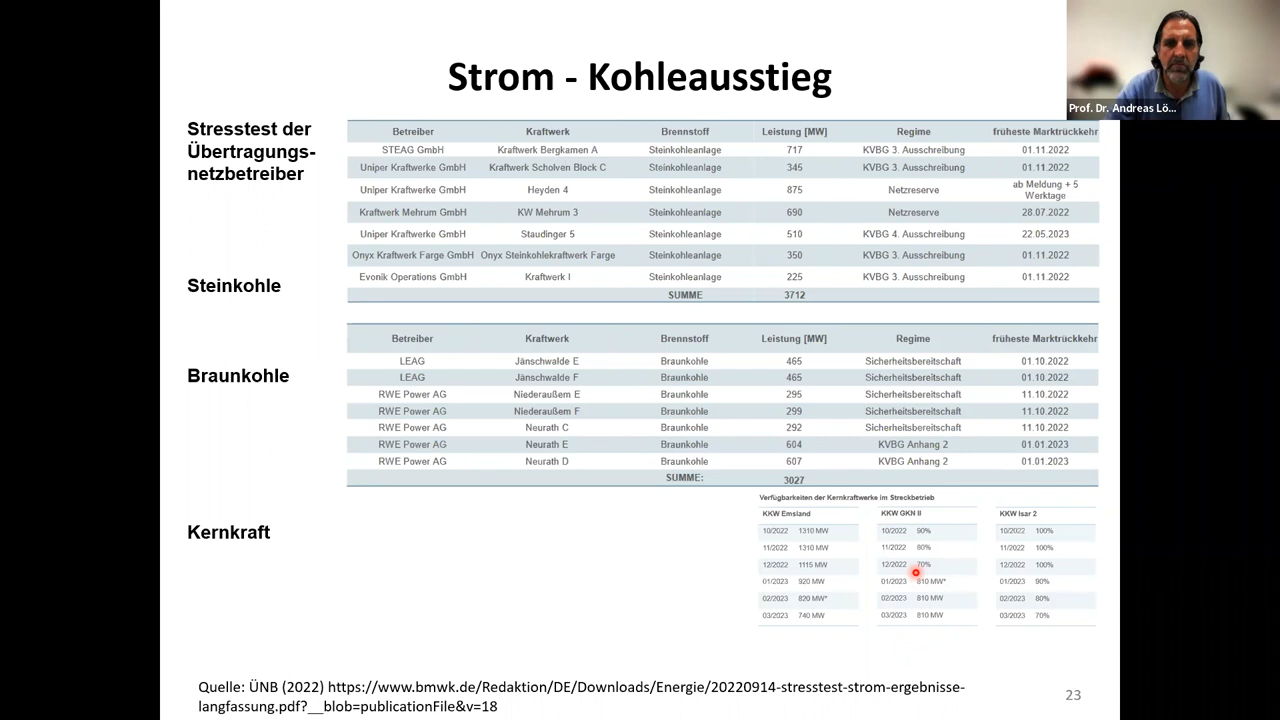 Strom - Kohleausstieg
Prof. Dr. Andreas Lö...
Stresstest der
Übertragungs-
netzbetreiber
Steinkohle
Betreiber Kraftwerk Brennstoff Leistung [MW] Regime früheste Marktrückkehr
STEAG GmbH Kraftwerk Bergkamen A Steinkohleanlage 717 KVBG 3. Ausschreibung 01.11.2022
Uniper Kraftwerke GmbH Kraftwerk Scholven Block C Steinkohleanlage 345 KVBG 3. Ausschreibung 01.11.2022
Uniper Kraftwerke GmbH Heyden 4 Steinkohleanlage 875 Netzreserve ab Meldung + 5
Werktage
Kraftwerk Mehrum GmbH KW Mehrum 3 Steinkohleanlage 690 Netzreserve 28.07.2022
Uniper Kraftwerke GmbH Staudinger 5 Steinkohleanlage 510 KVBG 4. Ausschreibung 22.05.2023
Onyx Kraftwerk Farge GmbH Onyx Steinkohlekraftwerk Farge Steinkohleanlage 350 KVBG 3. Ausschreibung 01.11.2022
Evonik Operations GmbH Kraftwerk I Steinkohleanlage 225 KVBG 3. Ausschreibung 01.11.2022
SUMME 3712
Braunkohle
Betreiber Kraftwerk Brennstoff Leistung [MW] Regime früheste Marktrückkehr
LEAG Jänschwalde E Braunkohle 465 Sicherheitsbereitschaft 01.10.2022
LEAG Jänschwalde F Braunkohle 465 Sicherheitsbereitschaft 01.10.2022
RWE Power AG Niederaußem E Braunkohle 295 Sicherheitsbereitschaft 11.10.2022
RWE Power AG Niederaußem F Braunkohle 299 Sicherheitsbereitschaft 11.10.2022
RWE Power AG Neurath C Braunkohle 292 Sicherheitsbereitschaft 11.10.2022
RWE Power AG Neurath E Braunkohle 604 KVBG Anhang 2 01.01.2023
RWE Power AG Neurath D Braunkohle 607 KVBG Anhang 2 01.01.2023
SUMME: 3027
Kernkraft
Verfügbarkeiten der Kernkraftwerke im Streckbetrieb
KKW Emsland KKW GKN II KKW Isar 2
10/2022 1310 MW 10/2022 90% 10/2022 100%
11/2022 1310 MW 11/2022 80% 11/2022 100%
12/2022 1115 MW 12/2022 70% 12/2022 100%
01/2023 920 MW 01/2023 810 MW* 01/2023 90%
02/2023 820 MW* 02/2023 810 MW 02/2023 80%
03/2023 740 MW 03/2023 810 MW 03/2023 70%
Quelle: ÜNB (2022) https://www.bmwk.de/Redaktion/DE/Downloads/Energie/20220914-stresstest-strom-ergebnisse-
langfassung.pdf?__blob=publicationFile&v=18
23